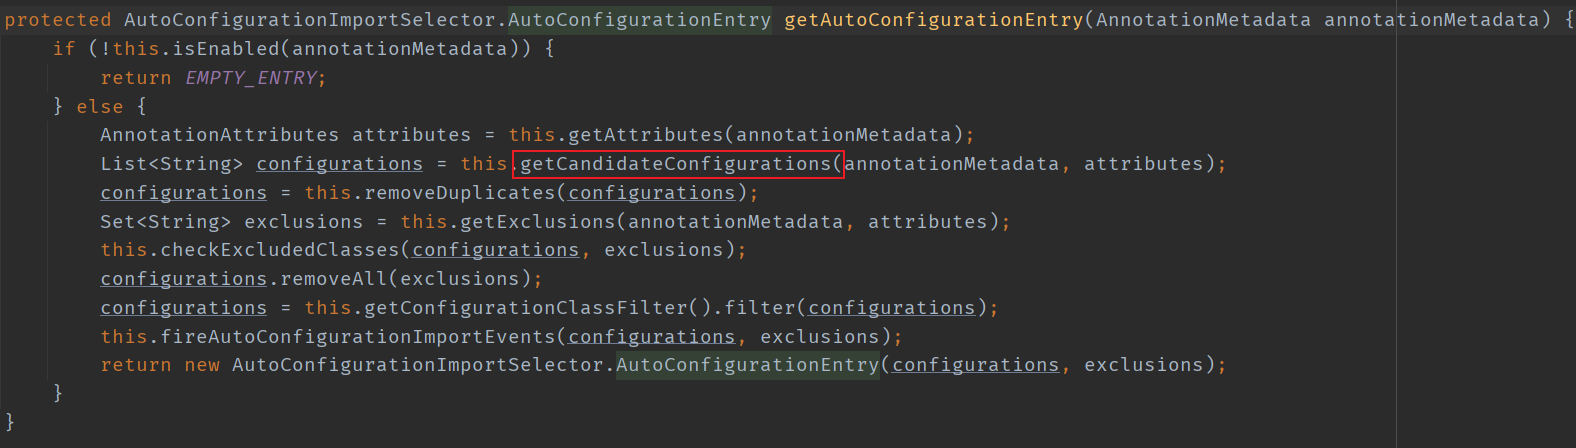 protected AutoConfigurationImportSelector.AutoConfigurationEntry getAutoConfigurationEntry(AnnotationMetadata annotationMetadata) {
    if (!this.isEnabled(annotationMetadata)) {
        return EMPTY_ENTRY;
    } else {
        AnnotationAttributes attributes = this.getAttributes(annotationMetadata);
        List<String> configurations = this.getCandidateConfigurations(annotationMetadata, attributes);
        configurations = this.removeDuplicates(configurations);
        Set<String> exclusions = this.getExclusions(annotationMetadata, attributes);
        this.checkExcludedClasses(configurations, exclusions);
        configurations.removeAll(exclusions);
        configurations = this.getConfigurationClassFilter().filter(configurations);
        this.fireAutoConfigurationImportEvents(configurations, exclusions);
        return new AutoConfigurationImportSelector.AutoConfigurationEntry(configurations, exclusions);
    }
}